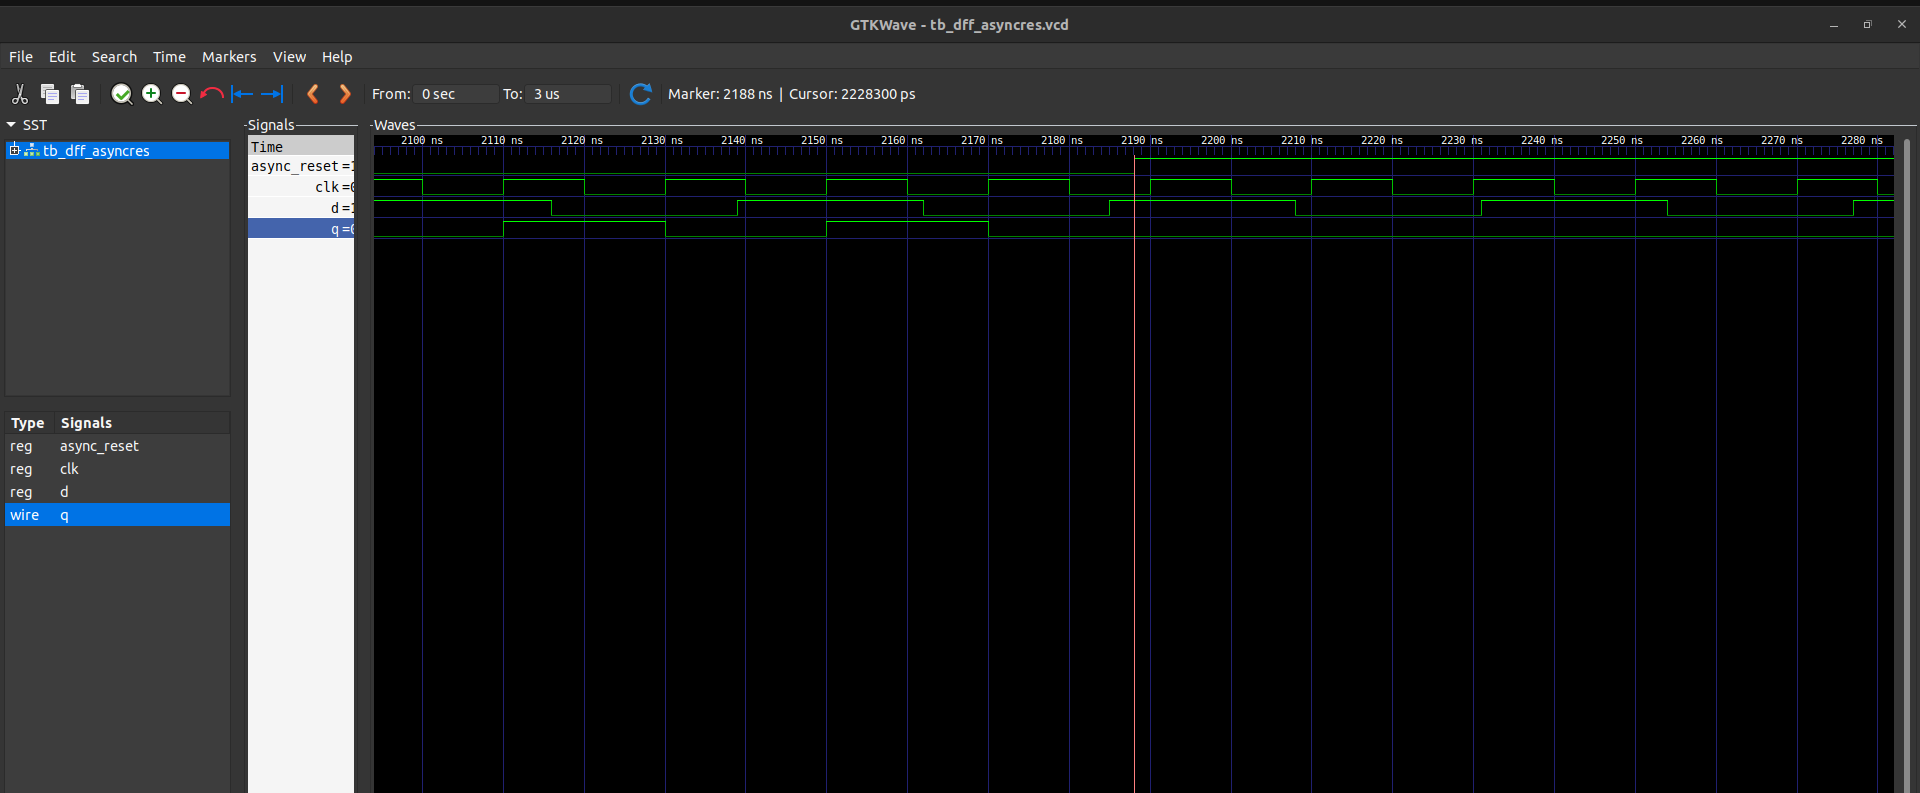 GTKWave - tb_dff_asyncres.vcd
File Edit Search Time Markers View Help
From: 0 sec To: 3 us Marker: 2188 ns | Cursor: 2228300 ps
SST
tb_dff_asyncres
Type Signals
reg async_reset
reg clk
reg d
wire q
Signals
Time
async_reset =1
clk =0
d =1
q =0
Waves
2100 ns 2110 ns 2120 ns 2130 ns 2140 ns 2150 ns 2160 ns 2170 ns 2180 ns 2190 ns 2200 ns 2210 ns 2220 ns 2230 ns 2240 ns 2250 ns 2260 ns 2270 ns 2280 ns